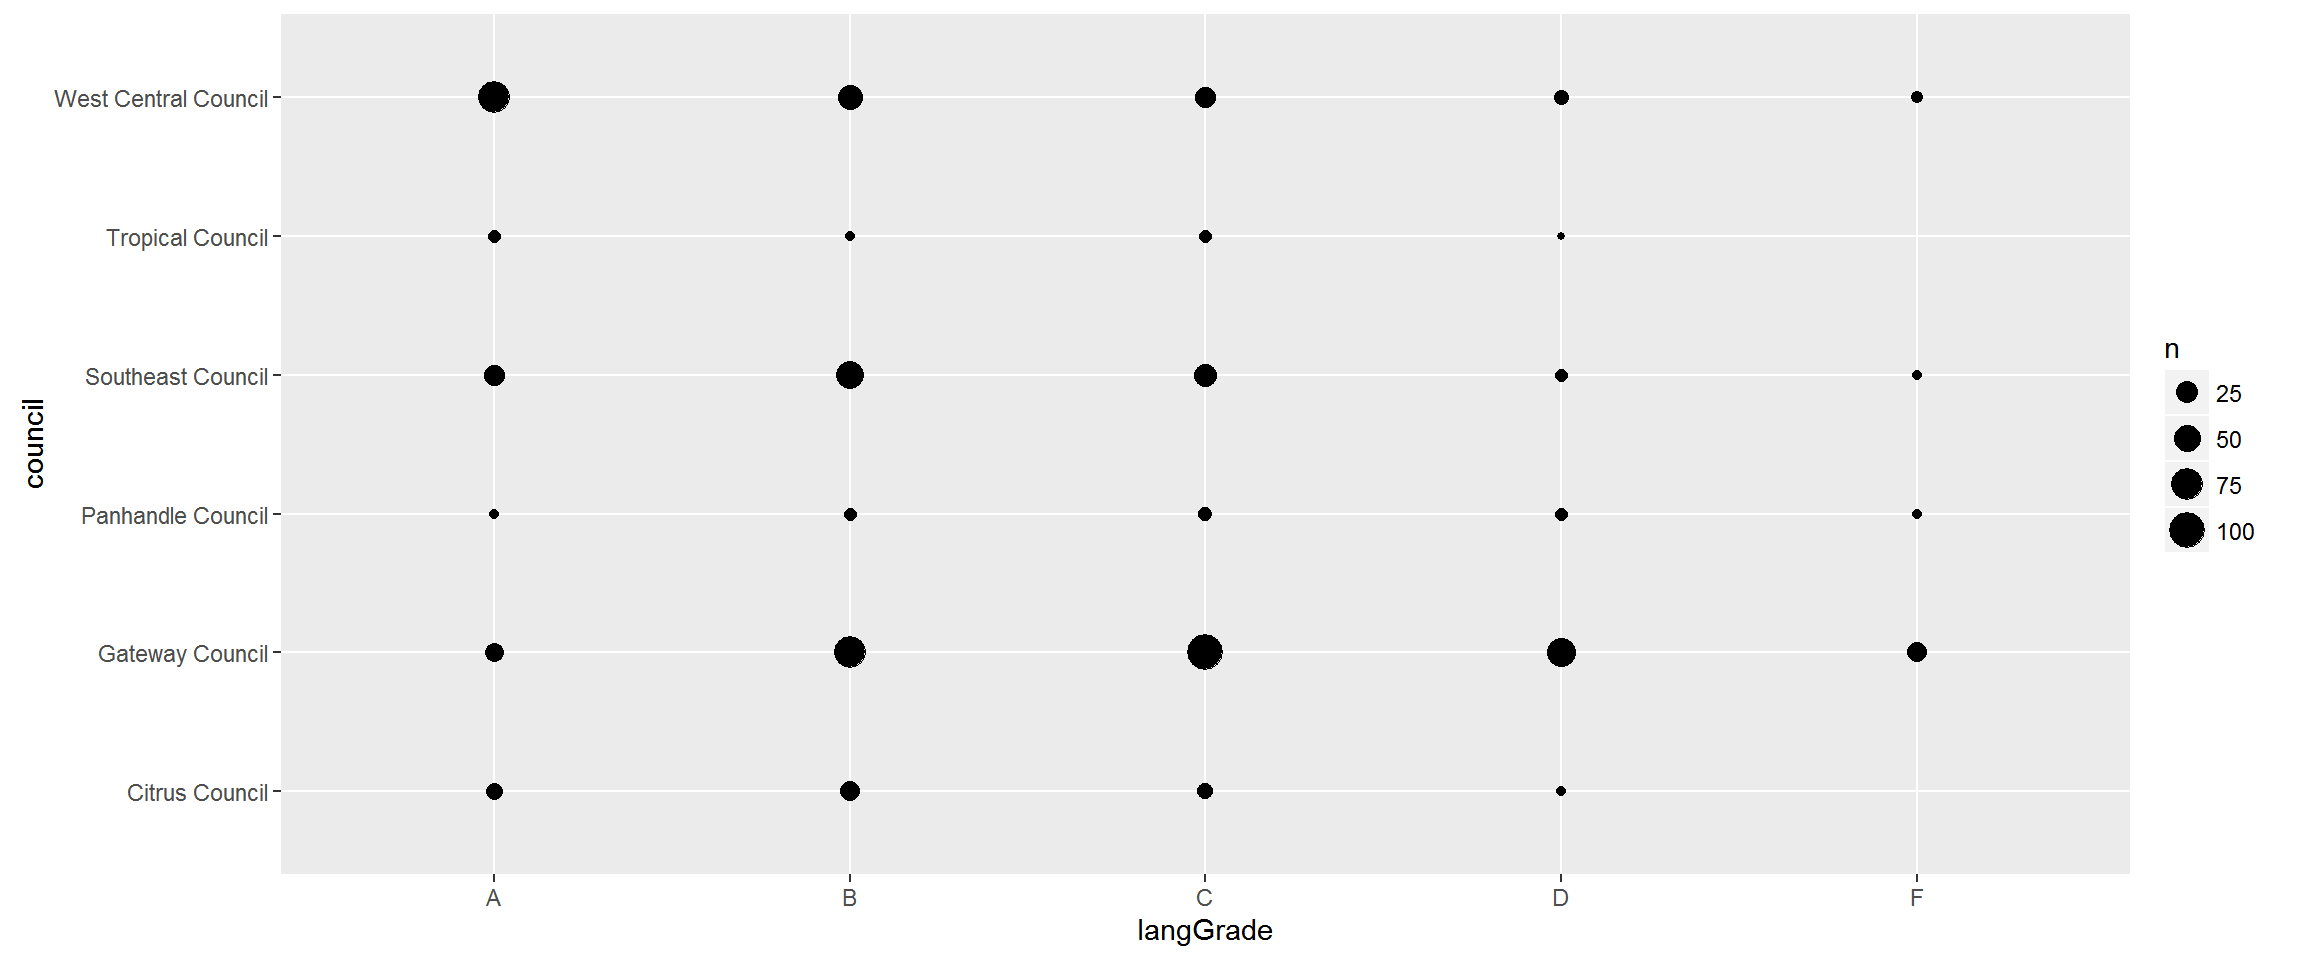 West Central Council
Tropical Council
Southeast Council
Panhandle Council
Gateway Council
Citrus Council
council
A B C D F
langGrade
n
25
50
75
100